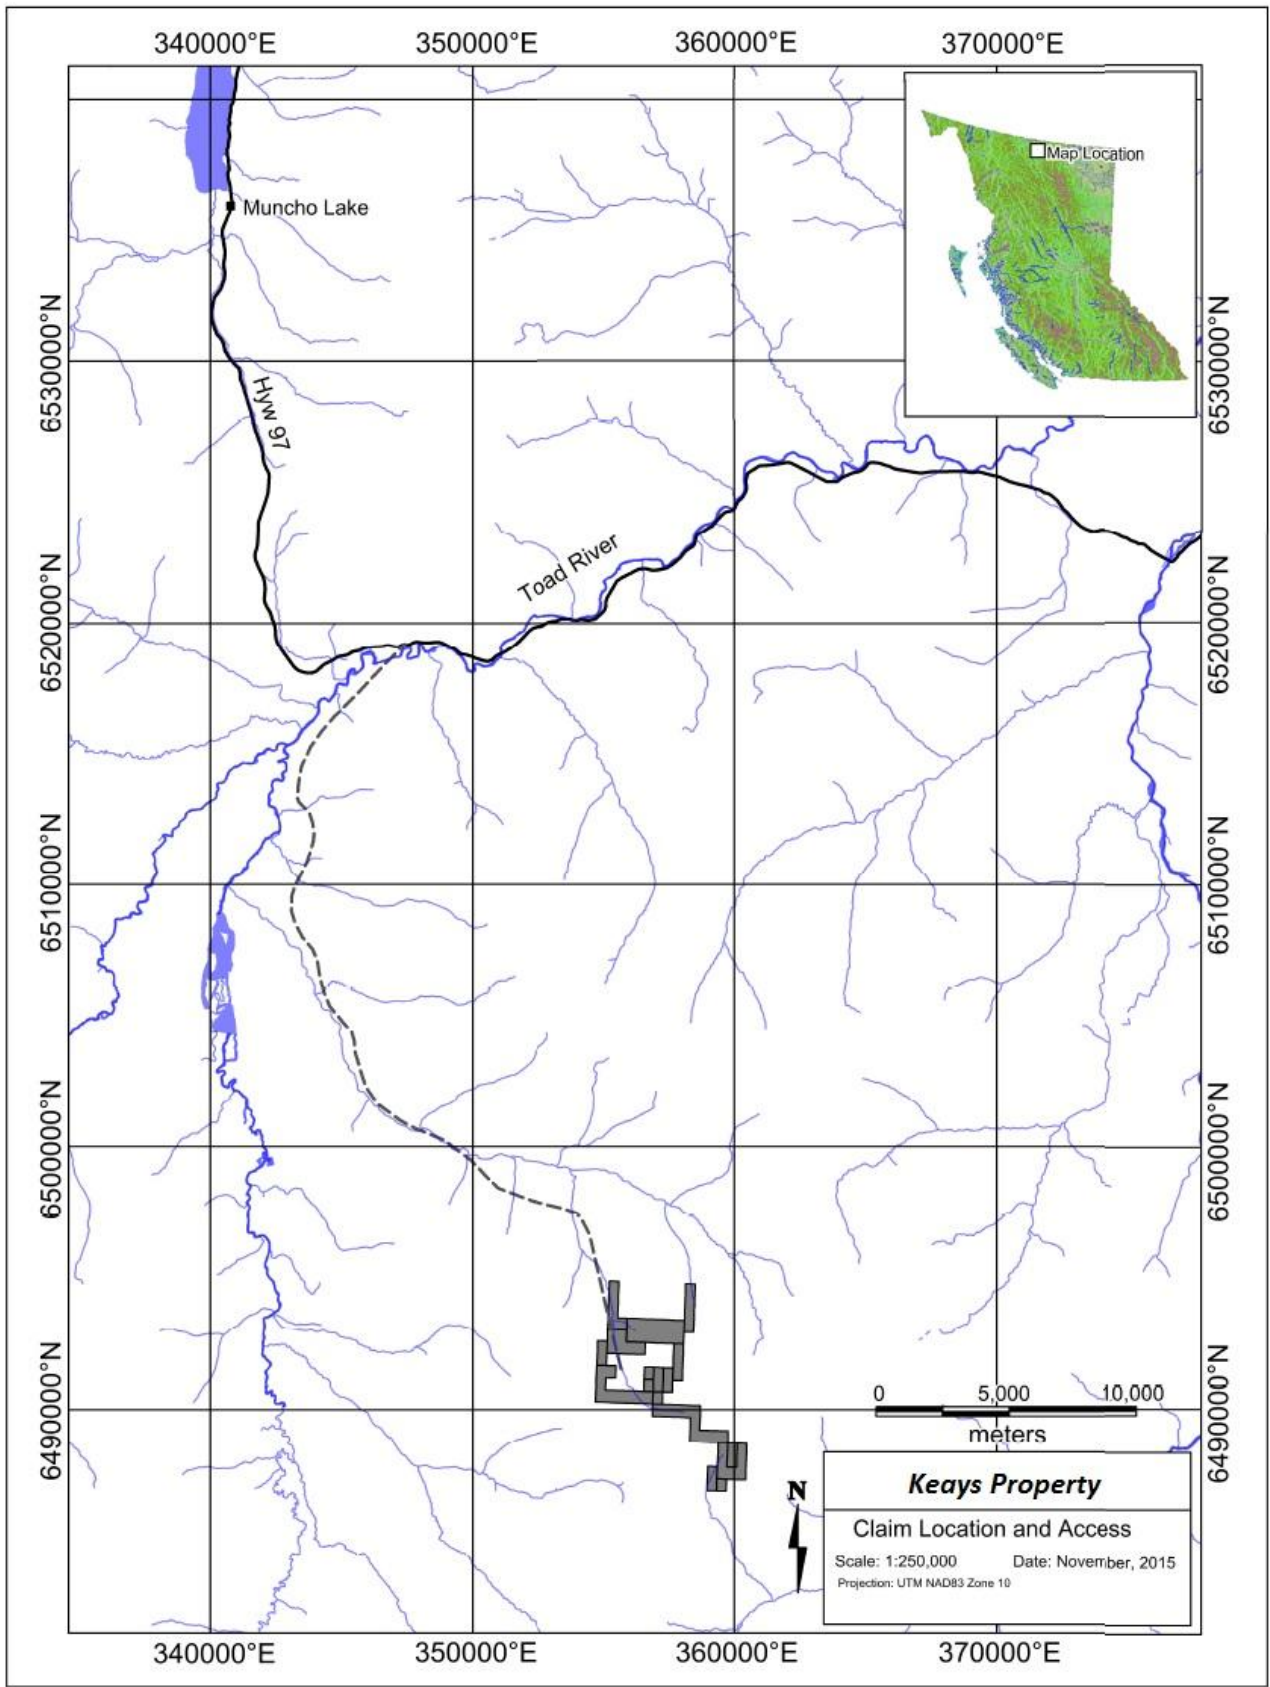 340000°E 350000°E 360000°E 370000°E
Map Location
Muncho Lake
6530000°N 6530000°N
Hyw 97
Toad River
6520000°N 6520000°N
6510000°N 6510000°N
6500000°N 6500000°N
6490000°N 6490000°N
0 5,000 10,000
meters
N
Keays Property
Claim Location and Access
Scale: 1:250,000 Date: November, 2015
Projection: UTM NAD83 Zone 10
340000°E 350000°E 360000°E 370000°E